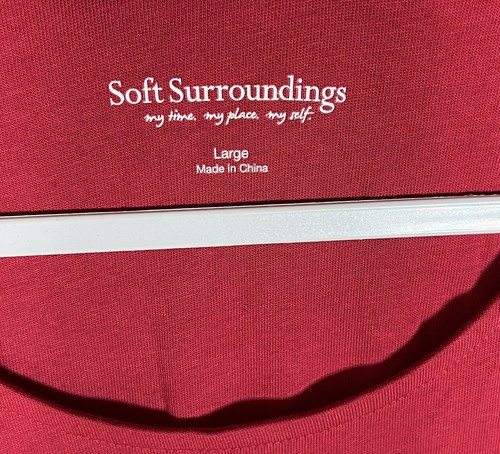 Soft Surroundings
my time. my place. my self.
Large
Made in China